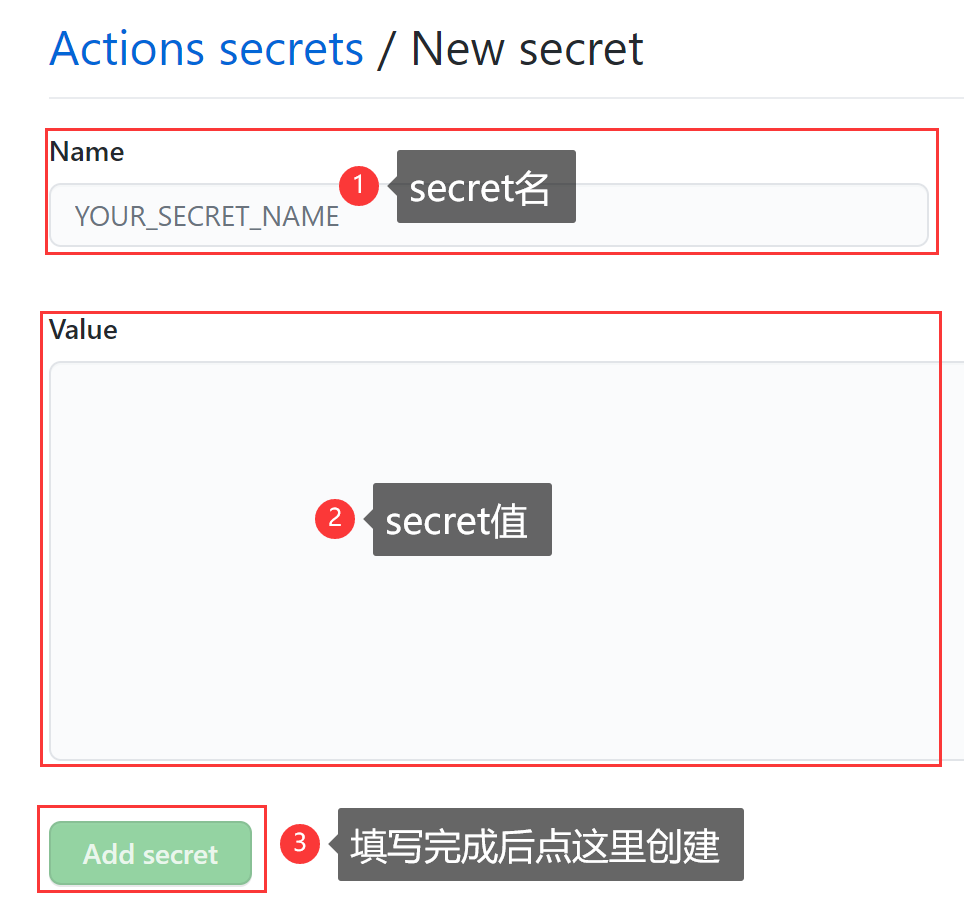 Actions secrets / New secret
Name
1 secret名
YOUR_SECRET_NAME
Value
2 secret值
Add secret
3 填写完成后点这里创建